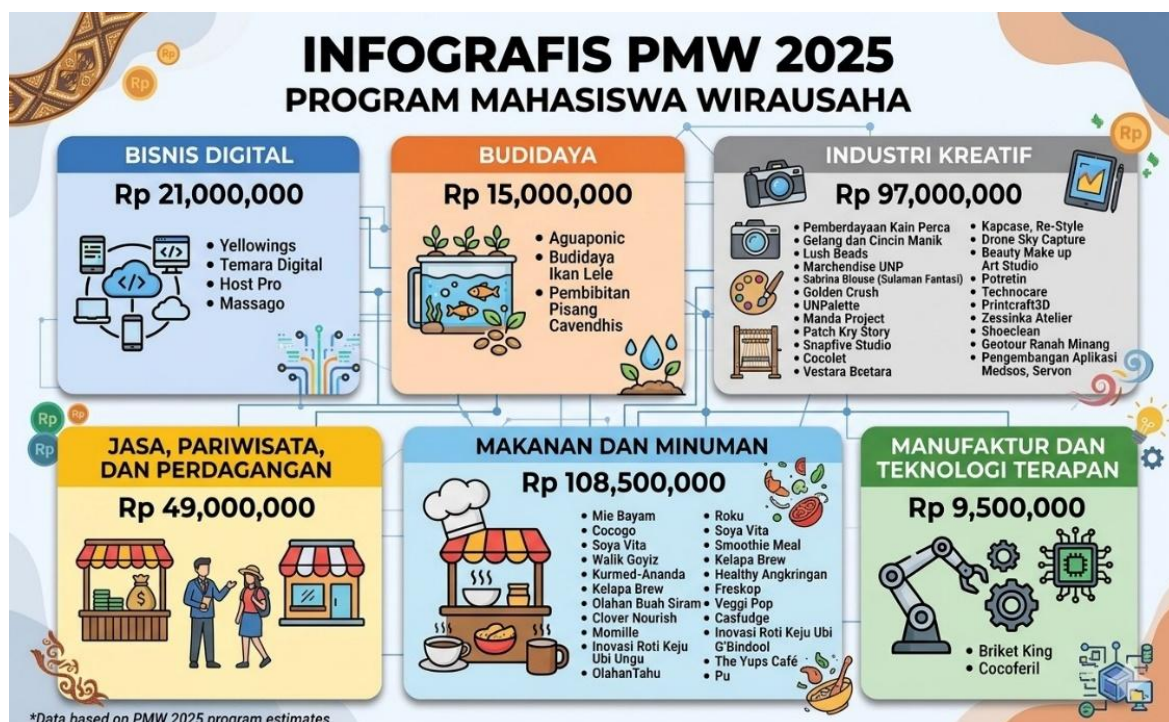 INFOGRAFIS PMW 2025
PROGRAM MAHASISWA WIRAUSAHA
Rp
Rp
Rp
BISNIS DIGITAL
Rp 21,000,000
• Yellowings
• Temara Digital
• Host Pro
• Massago
</>
</>
BUDIDAYA
Rp 15,000,000
• Aguaponic
• Budidaya
Ikan Lele
• Pembibitan
Pisang
Cavendhis
INDUSTRI KREATIF
Rp 97,000,000
• Pemberdayaan Kain Perca
• Gelang dan Cincin Manik
• Lush Beads
• Marchendise UNP
• Sabrina Blouse (Sulaman Fantasi)
• Golden Crush
• UNPalette
• Manda Project
• Patch Kry Story
• Snapfive Studio
• Cocolet
• Vestara Bcetara
• Kapcase, Re-Style
• Drone Sky Capture
• Beauty Make up
Art Studio
• Potretin
• Technocare
• Printcraft3D
• Zessinka Atelier
• Shoeclean
• Geotour Ranah Minang
• Pengembangan Aplikasi
Medsos, Servon
Rp
Rp
Rp
JASA, PARIWISATA,
DAN PERDAGANGAN
Rp 49,000,000
$
MAKANAN DAN MINUMAN
Rp 108,500,000
• Mie Bayam
• Cocogo
• Soya Vita
• Walik Goyiz
• Kurmed-Ananda
• Kelapa Brew
• Olahan Buah Siram
• Clover Nourish
• Momille
• Inovasi Roti Keju
Ubi Ungu
• OlahanTahu
• Roku
• Soya Vita
• Smoothie Meal
• Kelapa Brew
• Healthy Angkringan
• Freskop
• Veggi Pop
• Casfudge
• Inovasi Roti Keju Ubi
G'Bindool
• The Yups Café
• Pu
MANUFAKTUR DAN
TEKNOLOGI TERAPAN
Rp 9,500,000
• Briket King
• Cocoferil
*Data based on PMW 2025 program estimates